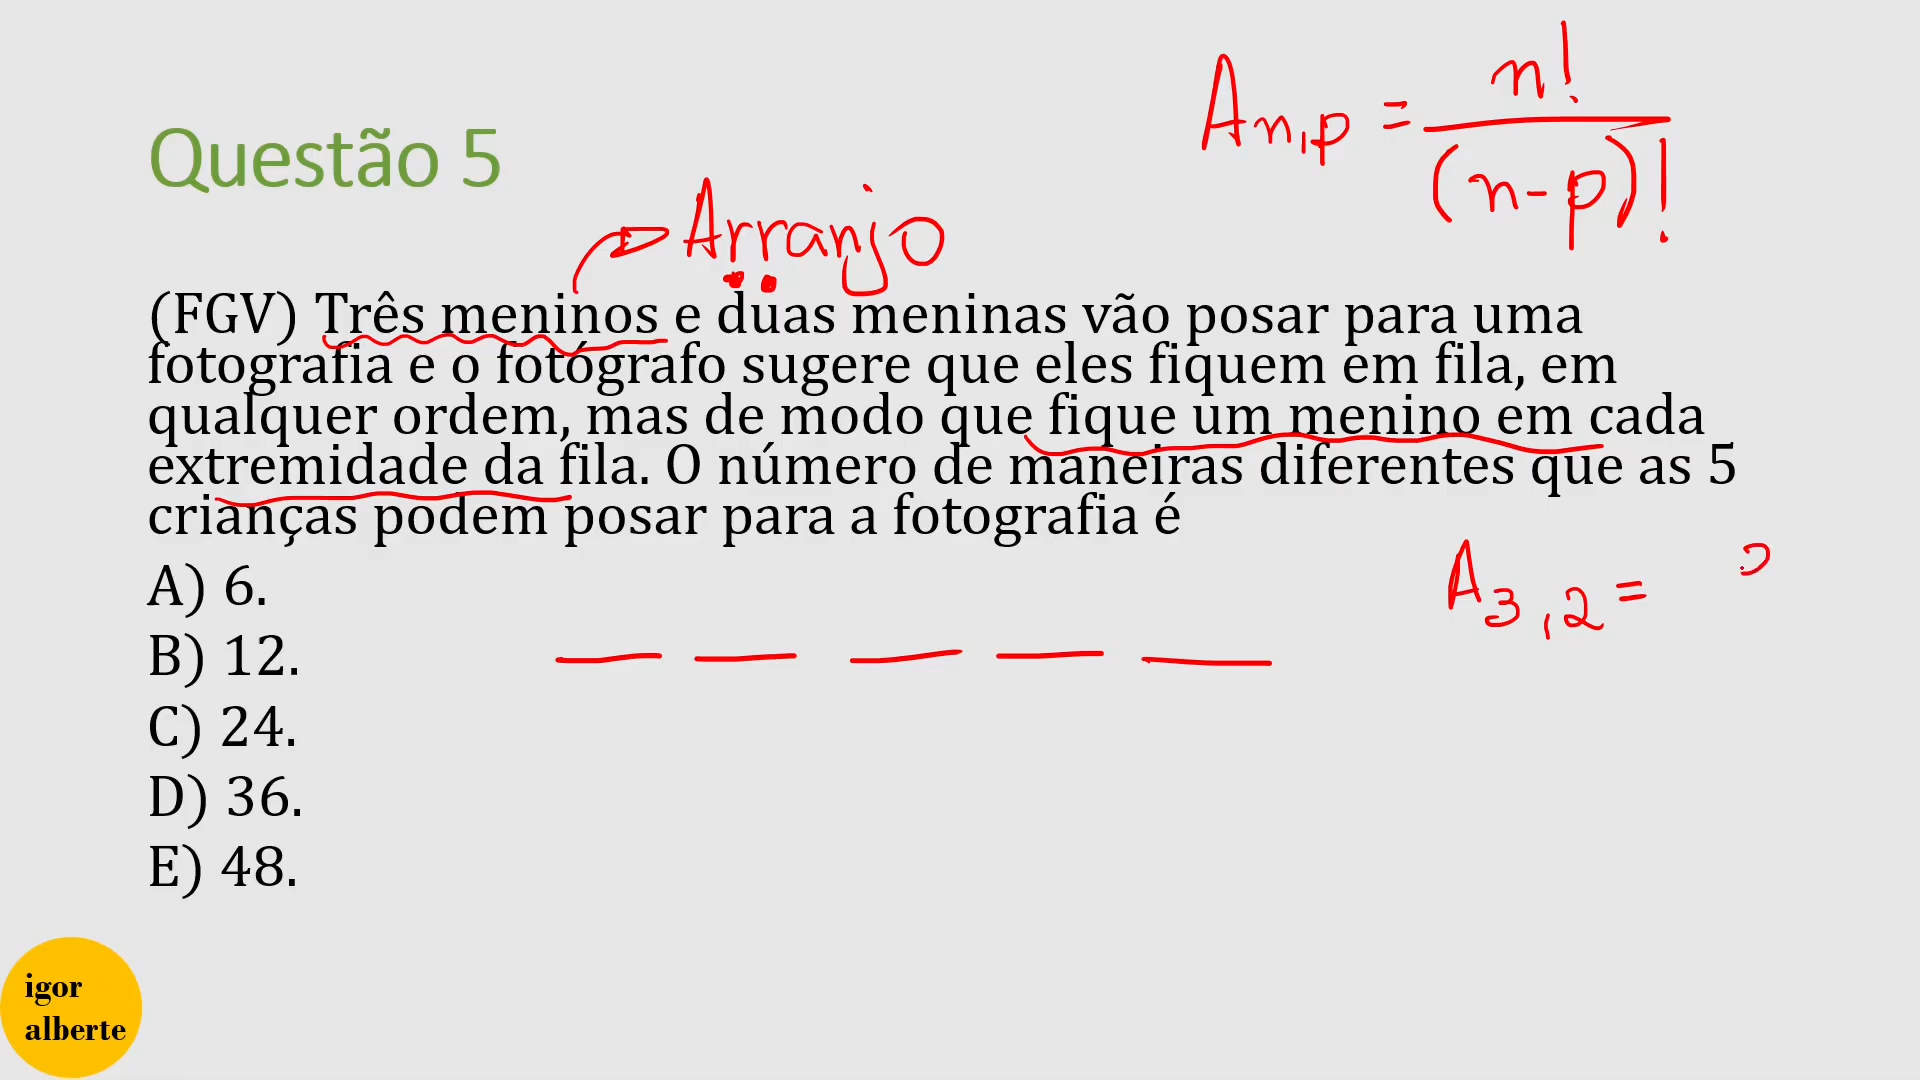 A n,p = n! / (n-p)!
Questão 5
Arranjo
(FGV) Três meninos e duas meninas vão posar para uma
fotografia e o fotógrafo sugere que eles fiquem em fila, em
qualquer ordem, mas de modo que fique um menino em cada
extremidade da fila. O número de maneiras diferentes que as 5
crianças podem posar para a fotografia é
A) 6.
A 3,2 =
B) 12.
C) 24.
D) 36.
E) 48.
igor
alberte